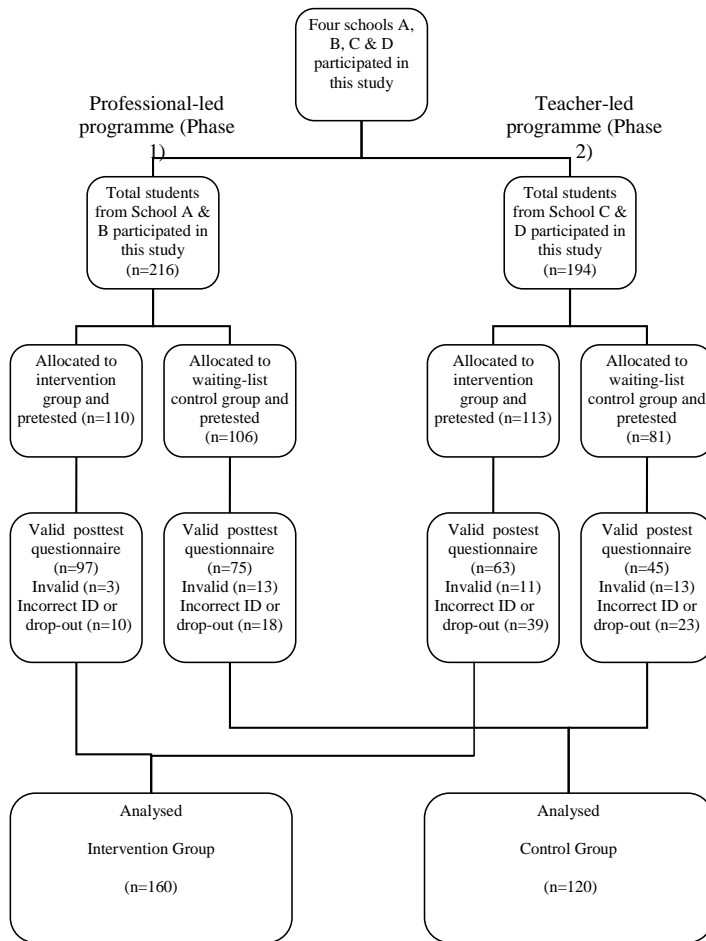 Four schools A,
B, C & D
participated in
this study
Professional-led
programme (Phase
1)
Teacher-led
programme (Phase
2)
Total students
from School A &
B participated in
this study
(n=216)
Total students
from School C &
D participated in
this study
(n=194)
Allocated to
intervention
group and
pretested (n=110)
Allocated to
waiting-list
control group and
pretested
(n=106)
Allocated to
intervention
group and
pretested (n=113)
Allocated to
waiting-list
control group and
pretested
(n=81)
Valid posttest
questionnaire
(n=97)
Invalid (n=3)
Incorrect ID or
drop-out (n=10)
Valid posttest
questionnaire
(n=75)
Invalid (n=13)
Incorrect ID or
drop-out (n=18)
Valid postest
questionnaire
(n=63)
Invalid (n=11)
Incorrect ID or
drop-out (n=39)
Valid postest
questionnaire
(n=45)
Invalid (n=13)
Incorrect ID or
drop-out (n=23)
Analysed
Intervention Group
(n=160)
Analysed
Control Group
(n=120)